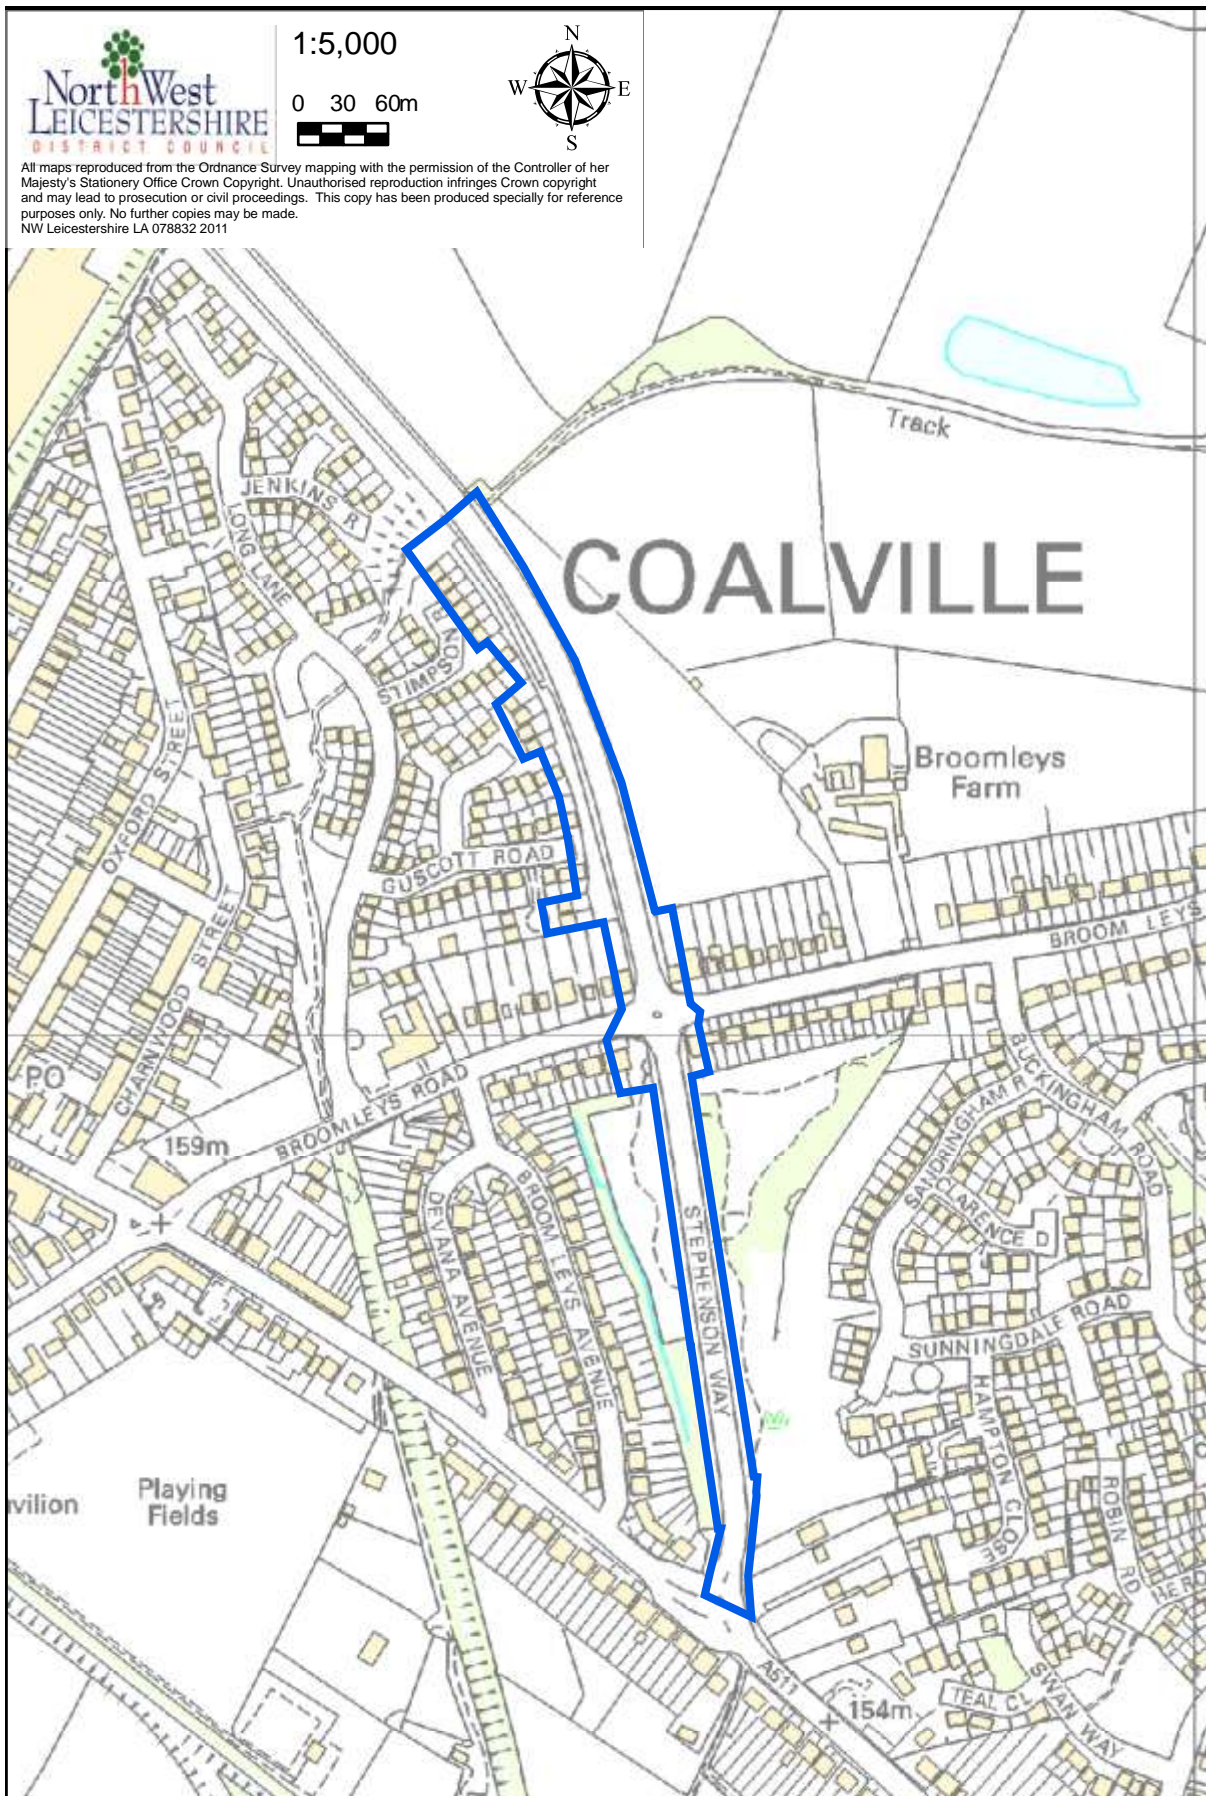 NorthWest
LEICESTERSHIRE
DISTRICT COUNCIL
1:5,000
0 30 60m
N
W E
S
All maps reproduced from the Ordnance Survey mapping with the permission of the Controller of her
Majesty's Stationery Office Crown Copyright. Unauthorised reproduction infringes Crown copyright
and may lead to prosecution or civil proceedings. This copy has been produced specially for reference
purposes only. No further copies may be made.
NW Leicestershire LA 078832 2011
Track
JENKINS R
LONG LANE
COALVILLE
STIMPSON R
OXFORD STREET
Broomleys
Farm
GUSCOTT ROAD
CHARNWOOD STREET
BROOM LEYS
PO
159m
BROOMLEYS ROAD
BUCKINGHAM ROAD
SANDRINGHAM R
CLARENCE D
DEVANA AVENUE
BROOM LEYS AVENUE
STEPHENSON WAY
SUNNINGDALE ROAD
HAMPTON CLOSE
ROBIN RD
vilion
Playing
Fields
A511
154m
TEAL CL
SWAN WAY